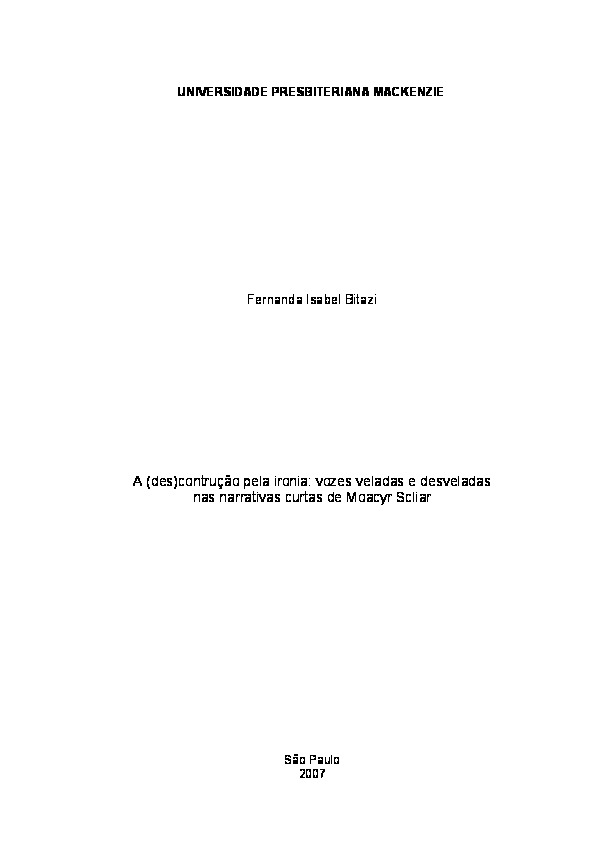 UNIVERSIDADE PRESBITERIANA MACKENZIE
Fernanda Isabel Bitazi
A (des)contrução pela ironia: vozes veladas e desveladas
nas narrativas curtas de Moacyr Scliar
São Paulo
2007